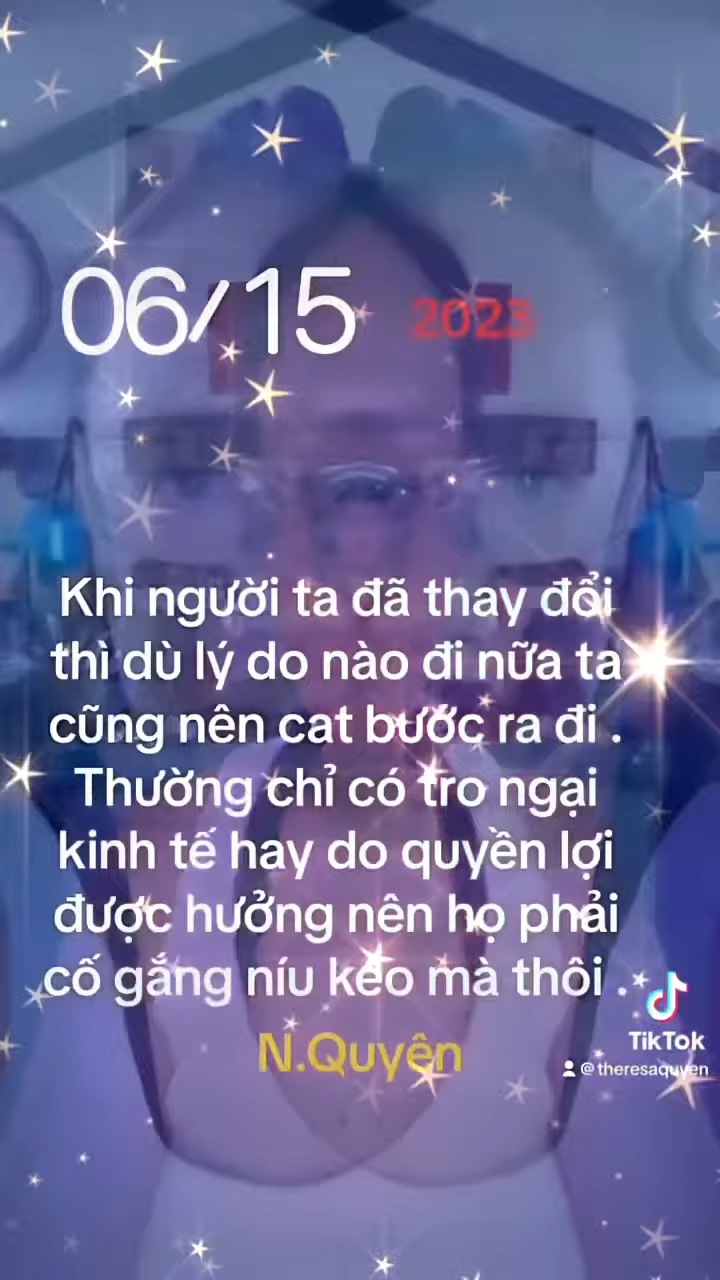 06/15 2023
Khi người ta đã thay đổi
thì dù lý do nào đi nữa ta
cũng nên cat bước ra đi .
Thường chỉ có tro ngại
kinh tế hay do quyền lợi
được hưởng nên họ phải
cố gắng níu kéo mà thôi .
N.Quyên
TikTok
@theresaquyen